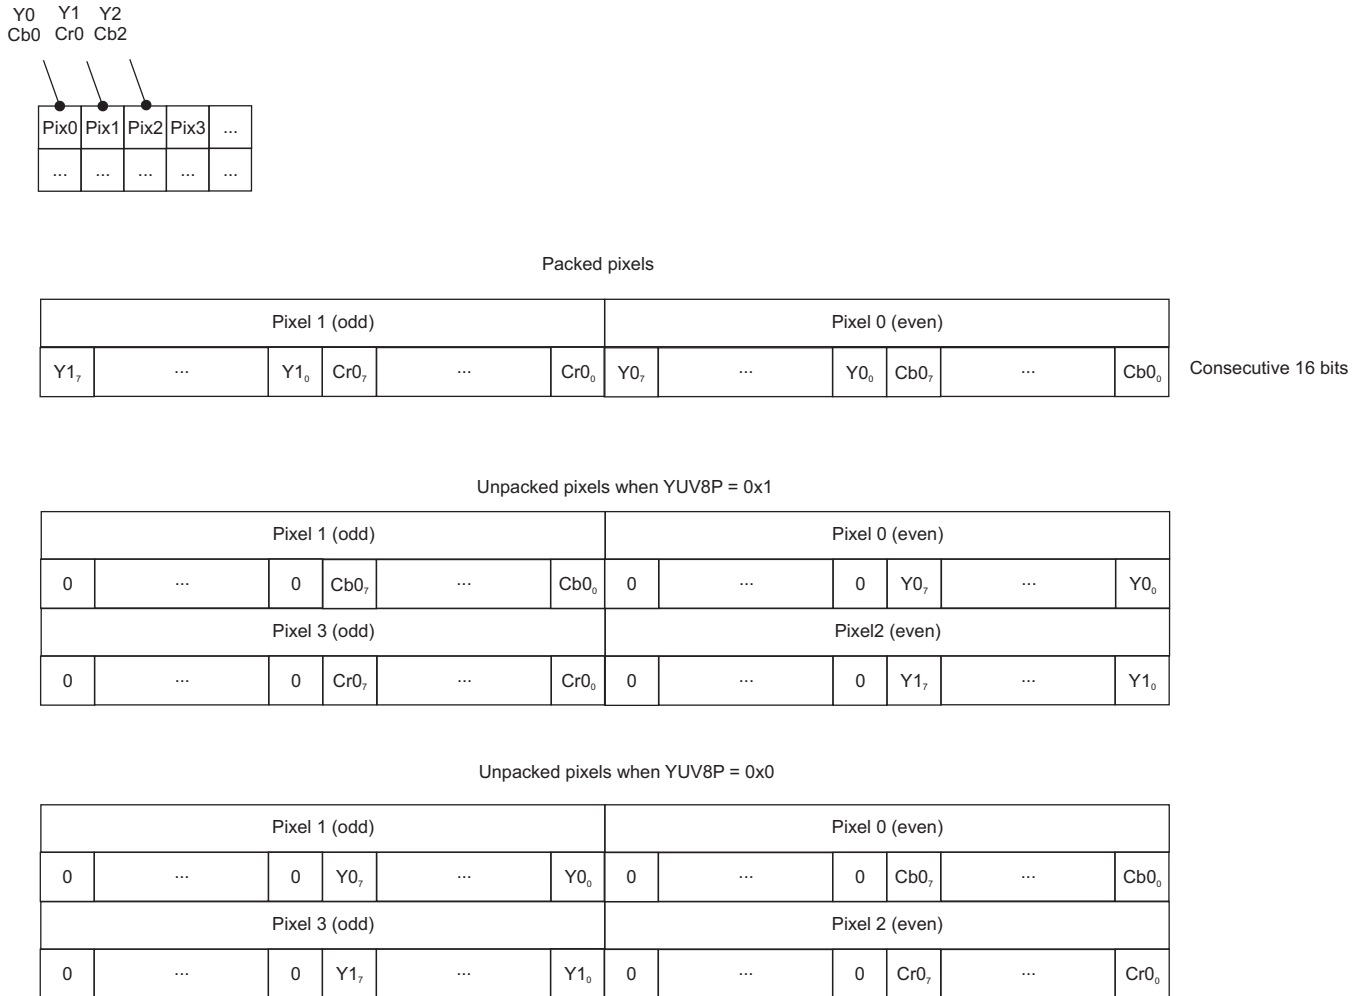 Y0 Y1 Y2
Cb0 Cr0 Cb2
Pix0 Pix1 Pix2 Pix3 ...
... ... ... ... ...
Packed pixels
Pixel 1 (odd) Pixel 0 (even)
Y1₇ ... Y1₀ Cr0₇ ... Cr0₀ Y0₇ ... Y0₀ Cb0₇ ... Cb0₀ Consecutive 16 bits
Unpacked pixels when YUV8P = 0x1
Pixel 1 (odd) Pixel 0 (even)
0 ... 0 Cb0₇ ... Cb0₀ 0 ... 0 Y0₇ ... Y0₀
Pixel 3 (odd) Pixel2 (even)
0 ... 0 Cr0₇ ... Cr0₀ 0 ... 0 Y1₇ ... Y1₀
Unpacked pixels when YUV8P = 0x0
Pixel 1 (odd) Pixel 0 (even)
0 ... 0 Y0₇ ... Y0₀ 0 ... 0 Cb0₇ ... Cb0₀
Pixel 3 (odd) Pixel 2 (even)
0 ... 0 Y1₇ ... Y1₀ 0 ... 0 Cr0₇ ... Cr0₀